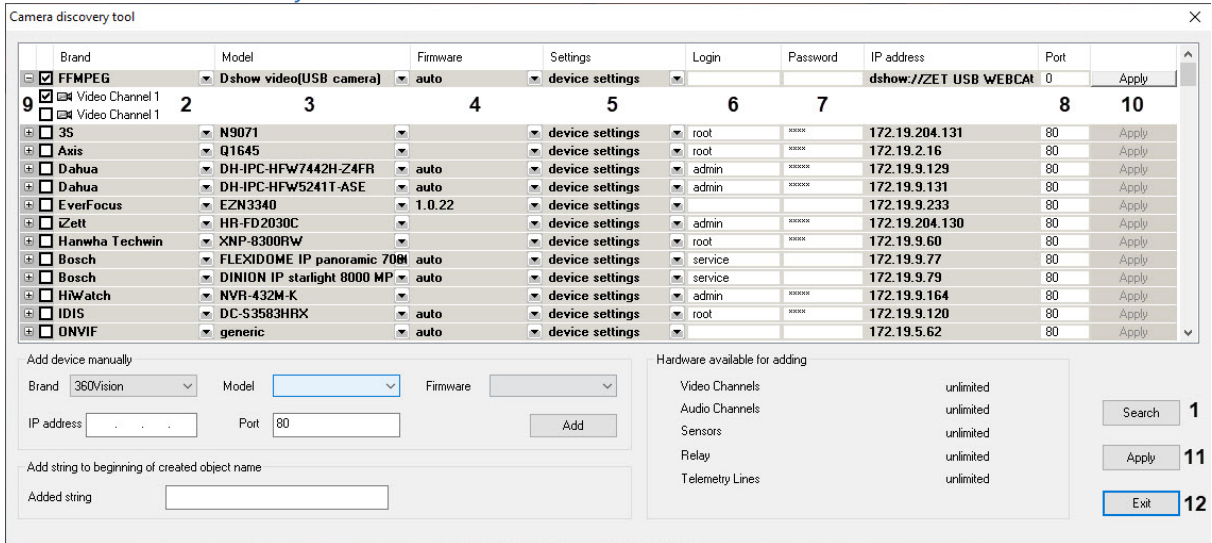 Camera discovery tool
Brand Model Firmware Settings Login Password IP address Port
FFMPEG Dshow video(USB camera) auto device settings dshow://ZET USB WEBCAM 0 Apply
Video Channel 1
9 2 3 4 5 6 7 8 10
Video Channel 1
3S N9071 device settings root **** 172.19.204.131 80 Apply
Axis Q1645 device settings root **** 172.19.2.16 80 Apply
Dahua DH-IPC-HFW7442H-Z4FR auto device settings admin ***** 172.19.9.129 80 Apply
Dahua DH-IPC-HFW5241T-ASE auto device settings admin ***** 172.19.9.131 80 Apply
EverFocus EZN3340 1.0.22 device settings 172.19.9.233 80 Apply
iZett HR-FD2030C device settings admin ***** 172.19.204.130 80 Apply
Hanwha Techwin XNP-8300RW device settings root **** 172.19.9.60 80 Apply
Bosch FLEXIDOME IP panoramic auto device settings service 172.19.9.77 80 Apply
Bosch DINION IP starlight 8000 MP auto device settings service 172.19.9.79 80 Apply
HiWatch NVR-432M-K device settings admin ***** 172.19.9.164 80 Apply
IDIS DC-S3583HRX auto device settings root **** 172.19.9.120 80 Apply
ONVIF generic auto device settings 172.19.5.62 80 Apply
Add device manually
Brand 360Vision Model Firmware
IP address . . . Port 80 Add
Add string to beginning of created object name
Added string
Hardware available for adding
Video Channels unlimited
Audio Channels unlimited
Sensors unlimited
Relay unlimited
Telemetry Lines unlimited
Search 1
Apply 11
Exit 12